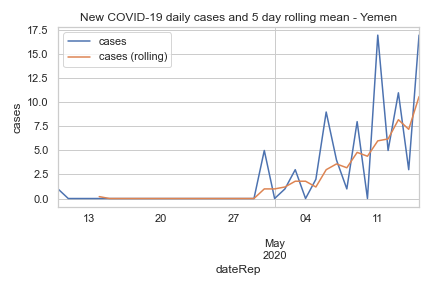 New COVID-19 daily cases and 5 day rolling mean - Yemen
cases
cases (rolling)
17.5
15.0
12.5
10.0
7.5
5.0
2.5
0.0
cases
13 20 27 04 11
May
2020
dateRep